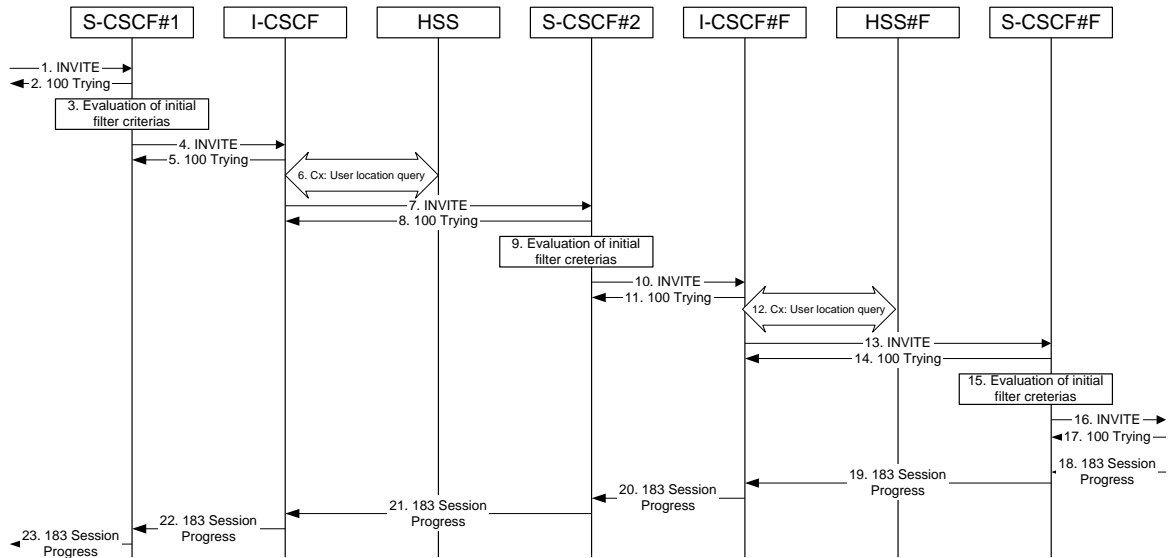 S-CSCF#1
I-CSCF
HSS
S-CSCF#2
I-CSCF#F
HSS#F
S-CSCF#F
1. INVITE
2. 100 Trying
3. Evaluation of initial
filter criterias
4. INVITE
5. 100 Trying
6. Cx: User location query
7. INVITE
8. 100 Trying
9. Evaluation of initial
filter creterias
10. INVITE
11. 100 Trying
12. Cx: User location query
13. INVITE
14. 100 Trying
15. Evaluation of initial
filter creterias
16. INVITE
17. 100 Trying
18. 183 Session
Progress
19. 183 Session
Progress
20. 183 Session
Progress
21. 183 Session
Progress
22. 183 Session
Progress
23. 183 Session
Progress